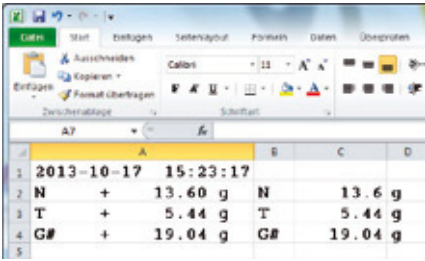 Datei Start Einfügen Seitenlayout Formeln Daten Überprüfen
Ausschneiden
Kopieren
Format übertragen
Einfügen
Calibri 11 A A
F K U A
Zwischenablage Schriftart
A7 fx
A B C D
1 2013-10-17 15:23:17
2 N + 13.60 g N 13.6 g
3 T + 5.44 g T 5.44 g
4 G# + 19.04 g G# 19.04 g
5